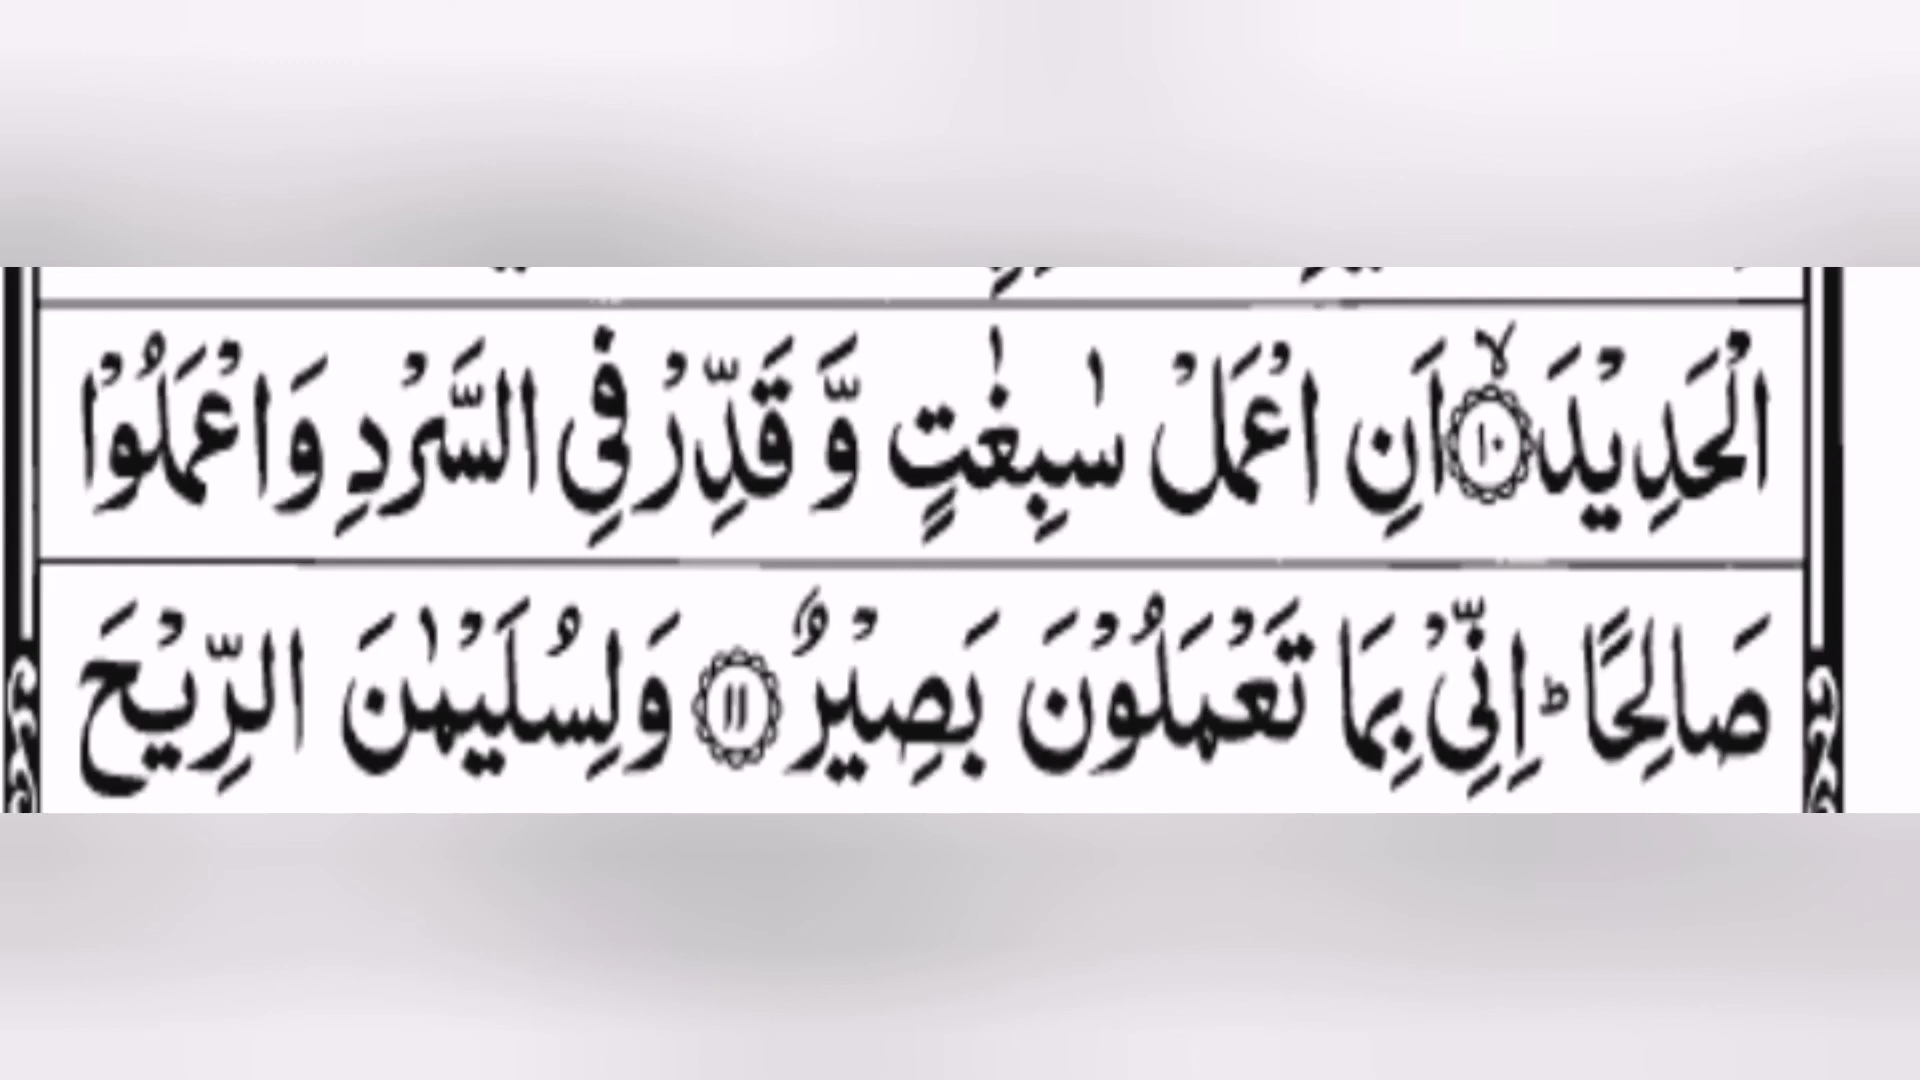 الْحَدِيْدَ ۙ﴿۱۰﴾ اَنِ اعْمَلْ سٰبِغٰتٍ وَّ قَدِّرْ فِی السَّرْدِ وَاعْمَلُوْا
صَالِحًا ؕ اِنِّیْ بِمَا تَعْمَلُوْنَ بَصِیْرٌ ﴿۱۱﴾ وَلِسُلَیْمٰنَ الرِّیْحَ